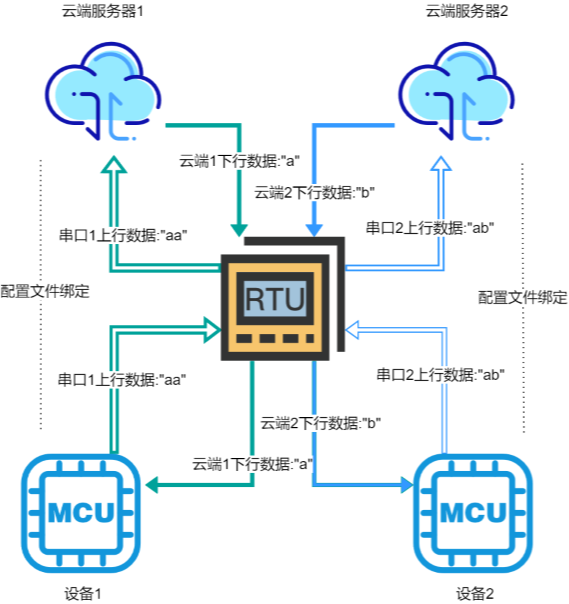 云端服务器1
云端服务器2
云端1下行数据:"a"
云端2下行数据:"b"
串口1上行数据:"aa"
串口2上行数据:"ab"
配置文件绑定
RTU
配置文件绑定
串口1上行数据:"aa"
串口2上行数据:"ab"
云端2下行数据:"b"
云端1下行数据:"a"
MCU
MCU
设备1
设备2